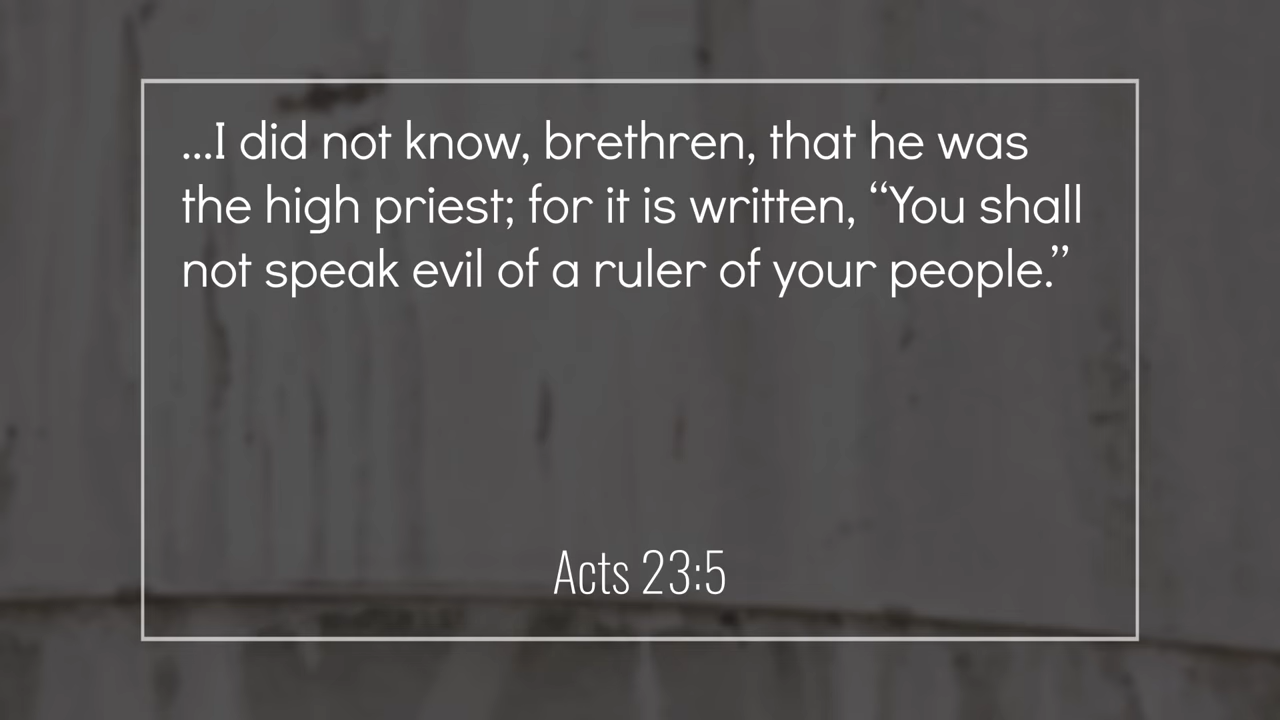 ...I did not know, brethren, that he was
the high priest; for it is written, “You shall
not speak evil of a ruler of your people.”
Acts 23:5